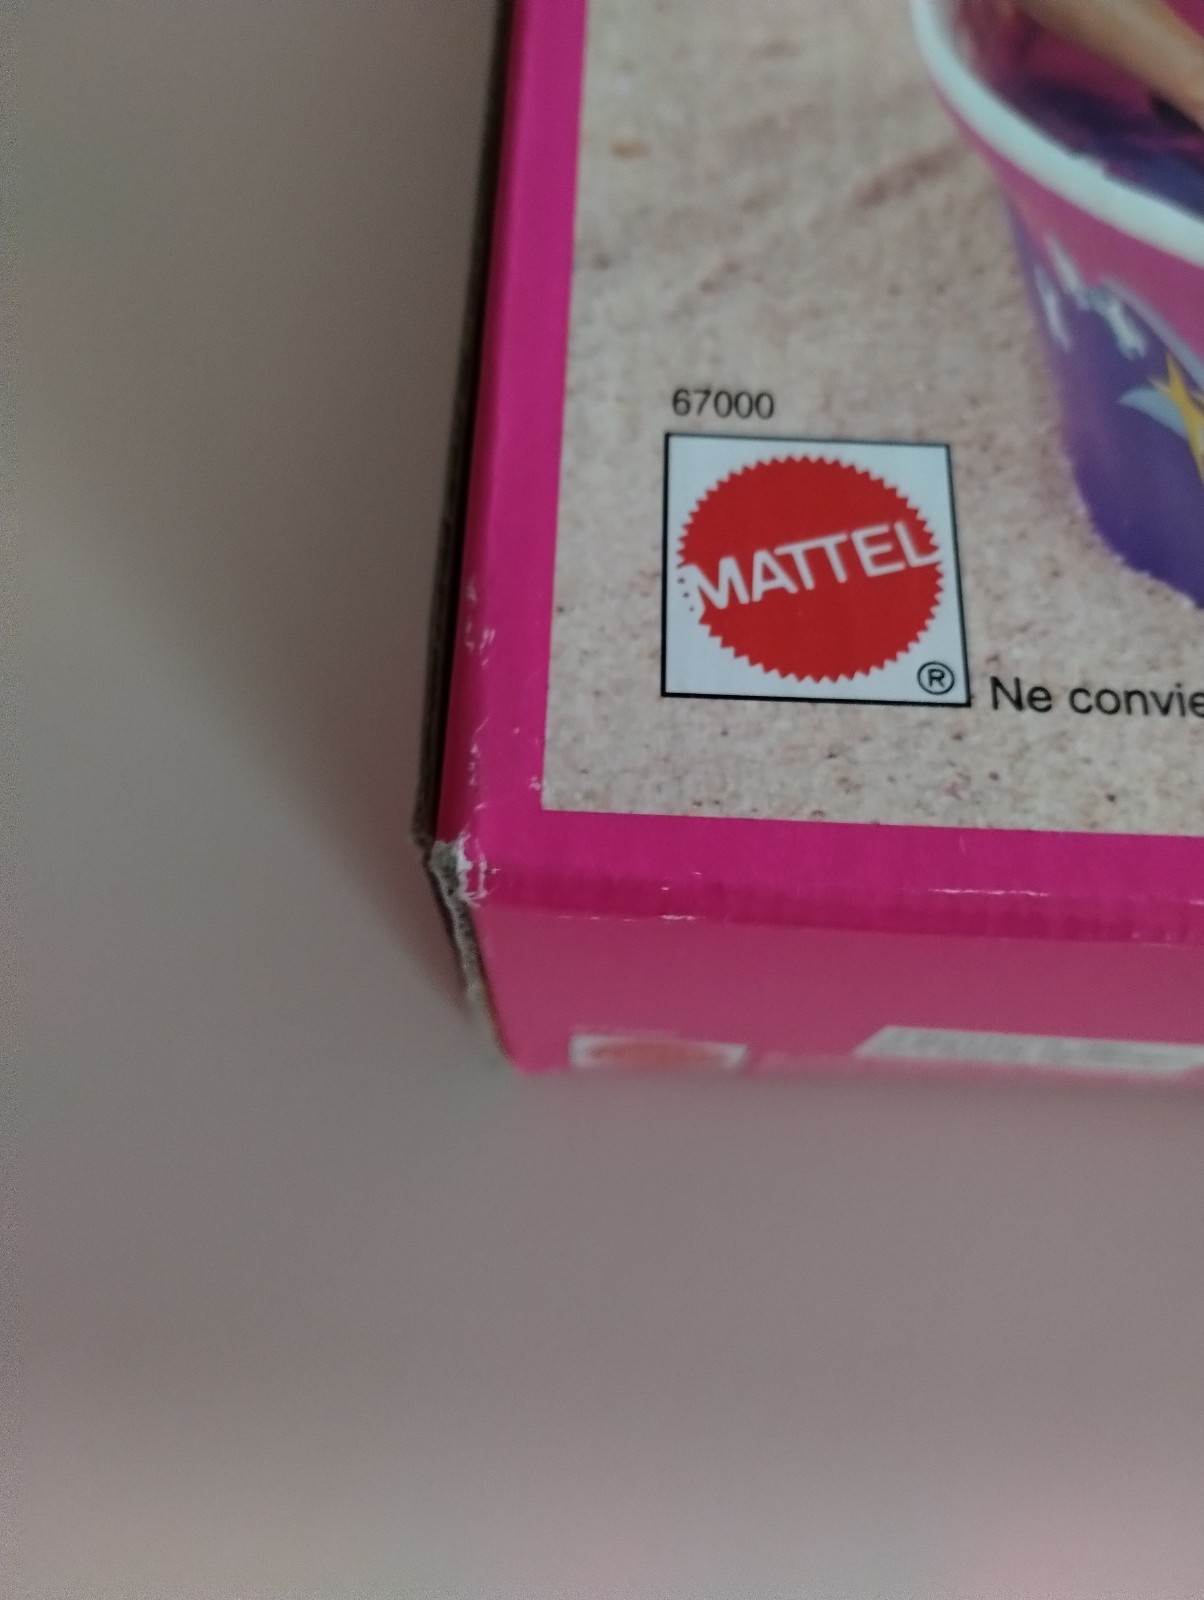 67000
MATTEL
®
Ne convie